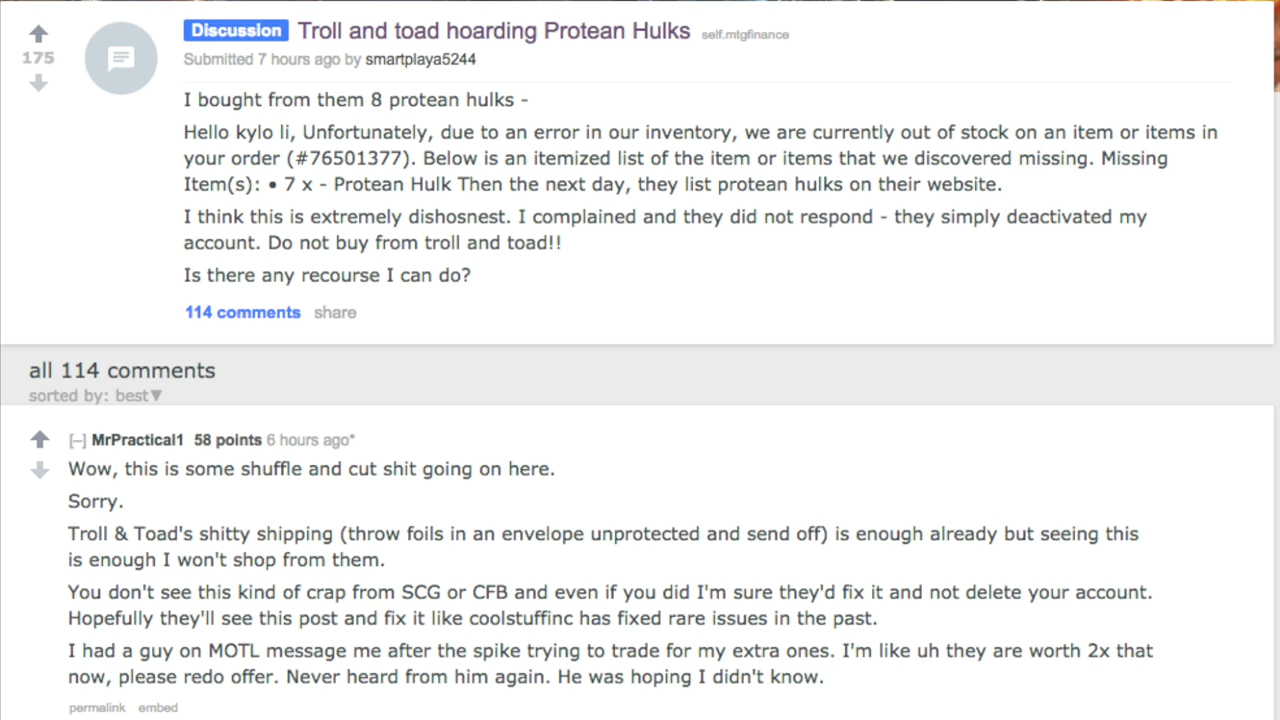 Discussion Troll and toad hoarding Protean Hulks self.mtgfinance
175
Submitted 7 hours ago by smartplaya5244
I bought from them 8 protean hulks -
Hello kylo li, Unfortunately, due to an error in our inventory, we are currently out of stock on an item or items in
your order (#76501377). Below is an itemized list of the item or items that we discovered missing. Missing
Item(s): • 7 x - Protean Hulk Then the next day, they list protean hulks on their website.
I think this is extremely dishosnest. I complained and they did not respond - they simply deactivated my
account. Do not buy from troll and toad!!
Is there any recourse I can do?
114 comments share
all 114 comments
sorted by: best▼
[–] MrPractical1 58 points 6 hours ago*
Wow, this is some shuffle and cut shit going on here.
Sorry.
Troll & Toad's shitty shipping (throw foils in an envelope unprotected and send off) is enough already but seeing this
is enough I won't shop from them.
You don't see this kind of crap from SCG or CFB and even if you did I'm sure they'd fix it and not delete your account.
Hopefully they'll see this post and fix it like coolstuffinc has fixed rare issues in the past.
I had a guy on MOTL message me after the spike trying to trade for my extra ones. I'm like uh they are worth 2x that
now, please redo offer. Never heard from him again. He was hoping I didn't know.
permalink embed